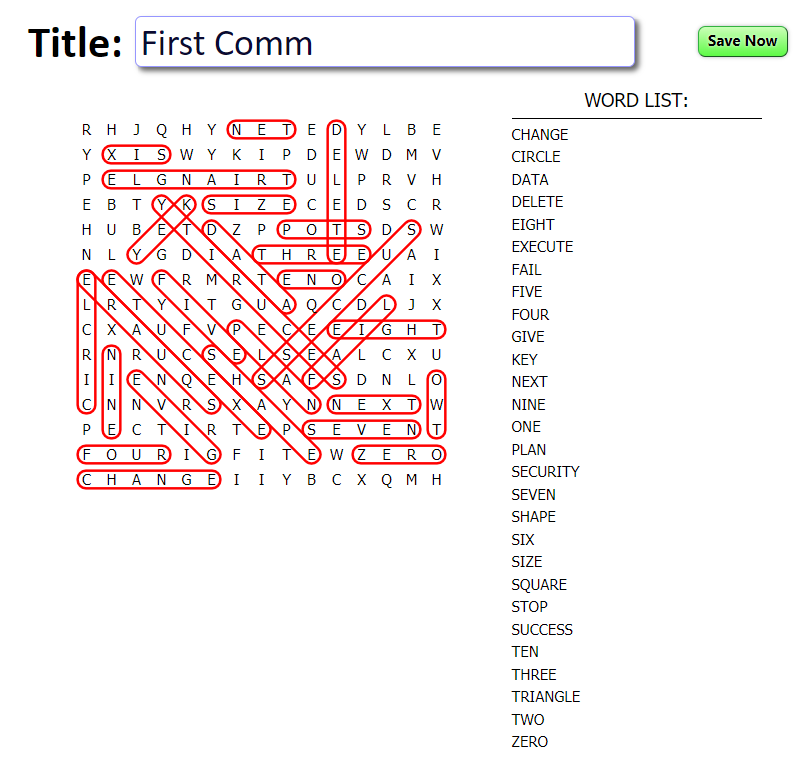 Title: First Comm
Save Now
WORD LIST:
R H J Q H Y N E T E D Y L B E
Y X I S W Y K I P D E W D M V
P E L G N A I R T U L P R V H
E B T Y K S I Z E C E D S C R
H U B E T D Z P P O T S D S W
N L Y G D I A T H R E E U A I
E E W F R M R T E N O C A I X
L R T Y I T G U A Q C D L J X
C X A U F V P E C E E I G H T
R N R U C S E L S E A L C X U
I I E N Q E H S A F S D N L O
C N N V R S X A Y N N E X T W
P E C T I R T E P S E V E N T
F O U R I G F I T E W Z E R O
C H A N G E I I Y B C X Q M H
CHANGE
CIRCLE
DATA
DELETE
EIGHT
EXECUTE
FAIL
FIVE
FOUR
GIVE
KEY
NEXT
NINE
ONE
PLAN
SECURITY
SEVEN
SHAPE
SIX
SIZE
SQUARE
STOP
SUCCESS
TEN
THREE
TRIANGLE
TWO
ZERO